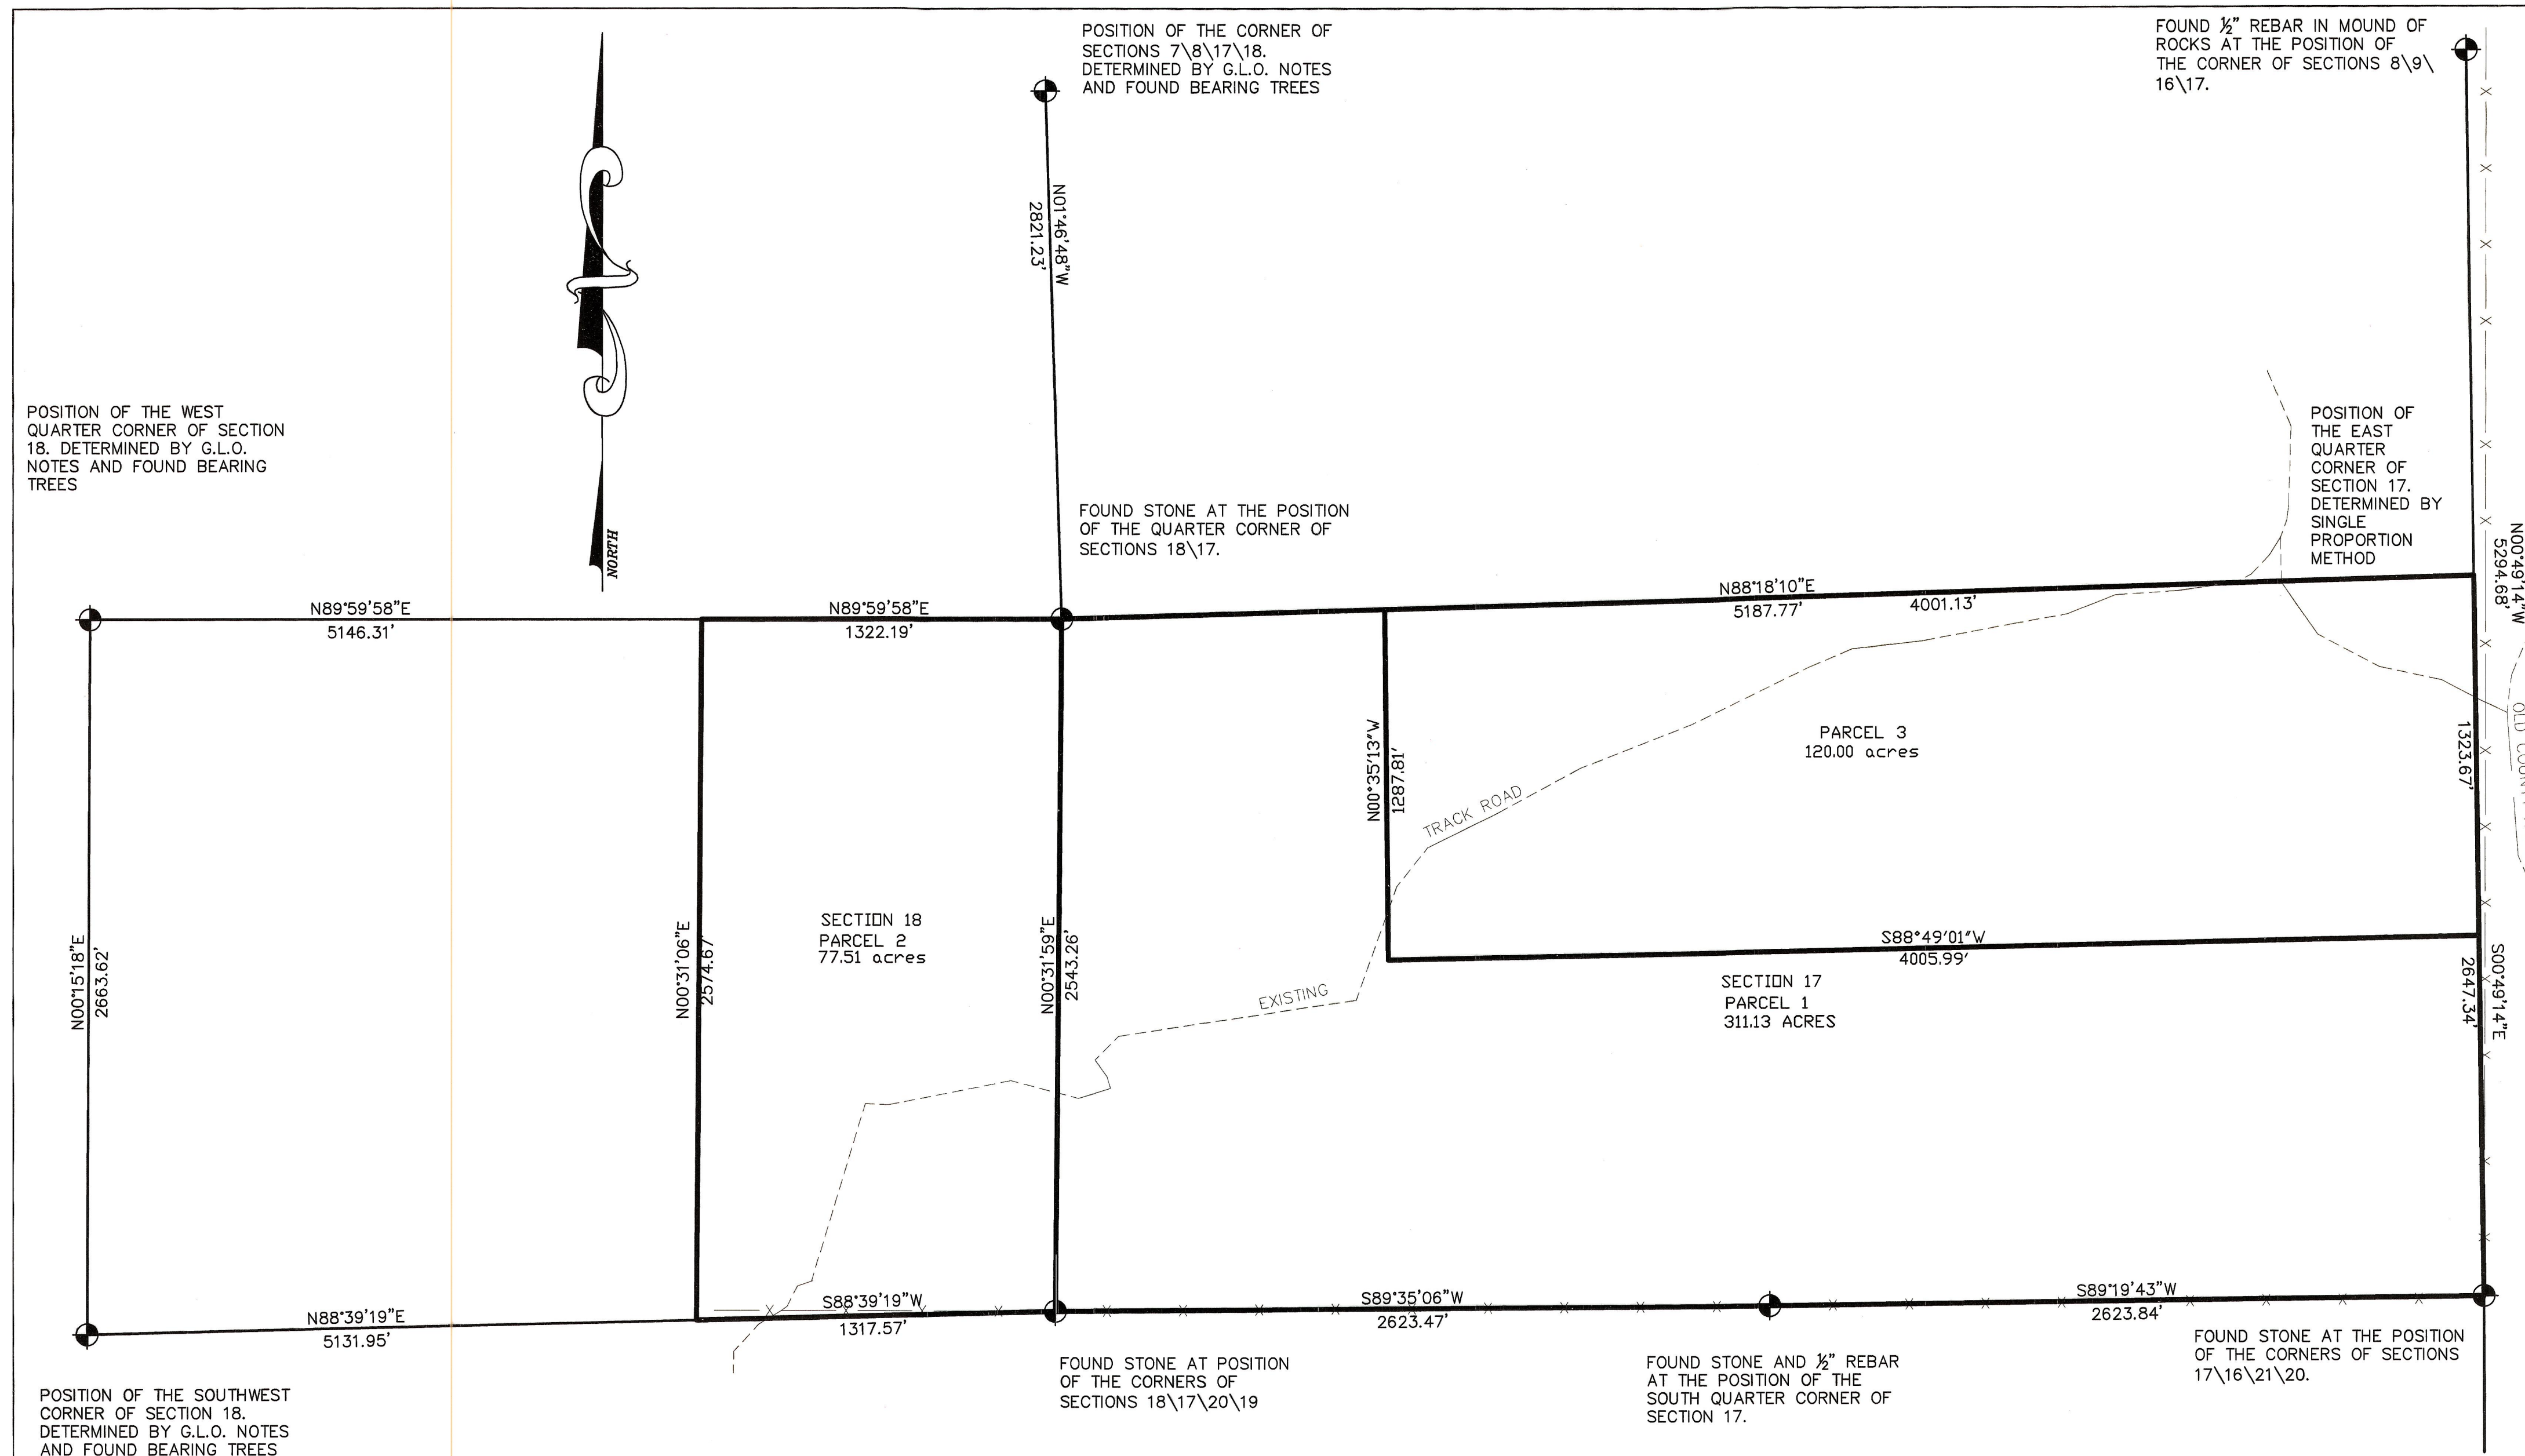 POSITION OF THE CORNER OF
SECTIONS 7\8\17\18.
DETERMINED BY G.L.O. NOTES
AND FOUND BEARING TREES
FOUND ½" REBAR IN MOUND OF
ROCKS AT THE POSITION OF
THE CORNER OF SECTIONS 8\9\
16\17.
N01°46'48"W
2821.23'
POSITION OF THE WEST
QUARTER CORNER OF SECTION
18. DETERMINED BY G.L.O.
NOTES AND FOUND BEARING
TREES
NORTH
FOUND STONE AT THE POSITION
OF THE QUARTER CORNER OF
SECTIONS 18\17.
POSITION OF
THE EAST
QUARTER
CORNER OF
SECTION 17.
DETERMINED BY
SINGLE
PROPORTION
METHOD
N00°49'14"W
5294.68'
N89°59'58"E
5146.31'
N89°59'58"E
1322.19'
N88°18'10"E
5187.77'
4001.13'
N00°35'13"W
1287.81'
TRACK ROAD
PARCEL 3
120.00 acres
1323.67'
OLD
N0°15'18"E
2663.62'
N00°31'06"E
2574.67'
SECTION 18
PARCEL 2
77.51 acres
N00°31'59"E
2543.26'
EXISTING
S88°49'01"W
4005.99'
SECTION 17
PARCEL 1
311.13 ACRES
S00°49'14"E
2647.34'
N88°39'19"E
5131.95'
S88°39'19"W
1317.57'
S89°35'06"W
2623.47'
S89°19'43"W
2623.84'
POSITION OF THE SOUTHWEST
CORNER OF SECTION 18.
DETERMINED BY G.L.O. NOTES
AND FOUND BEARING TREES
FOUND STONE AT POSITION
OF THE CORNERS OF
SECTIONS 18\17\20\19
FOUND STONE AND ½" REBAR
AT THE POSITION OF THE
SOUTH QUARTER CORNER OF
SECTION 17.
FOUND STONE AT THE POSITION
OF THE CORNERS OF SECTIONS
17\16\21\20.